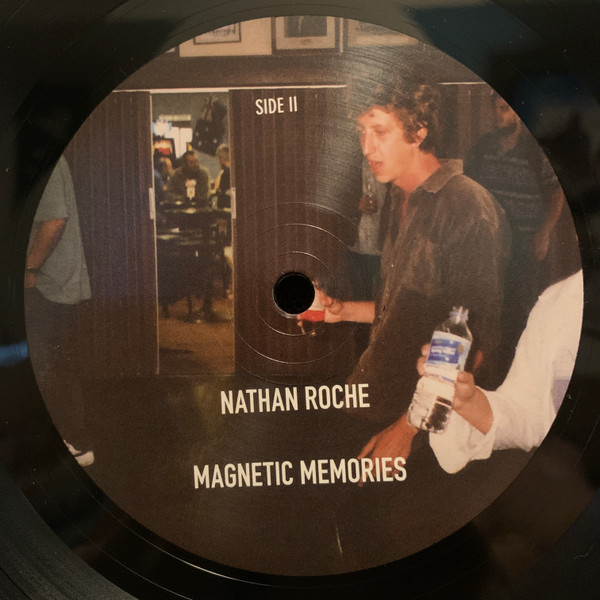 SIDE II
NATHAN ROCHE
MAGNETIC MEMORIES